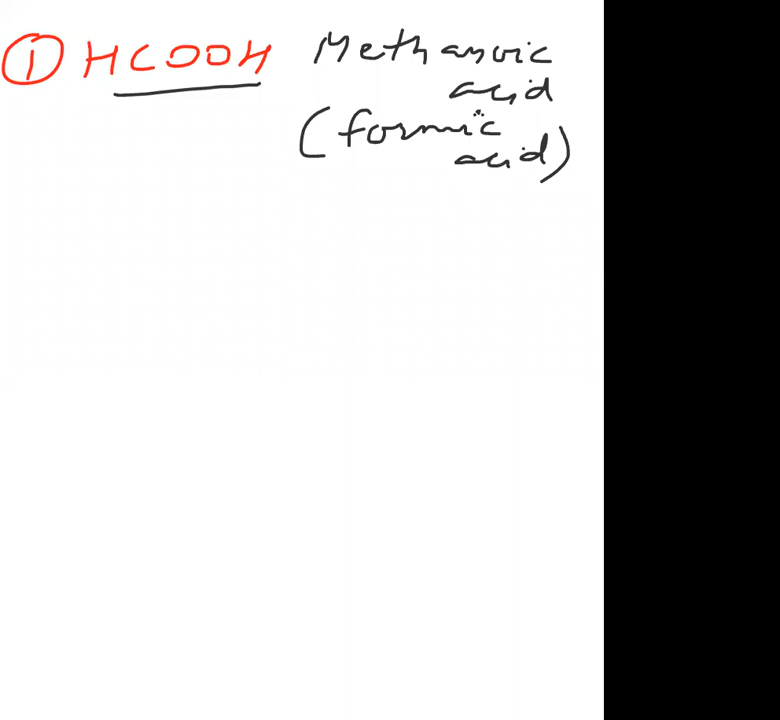 ① HCOOH Methanoic
acid
(formic
acid)